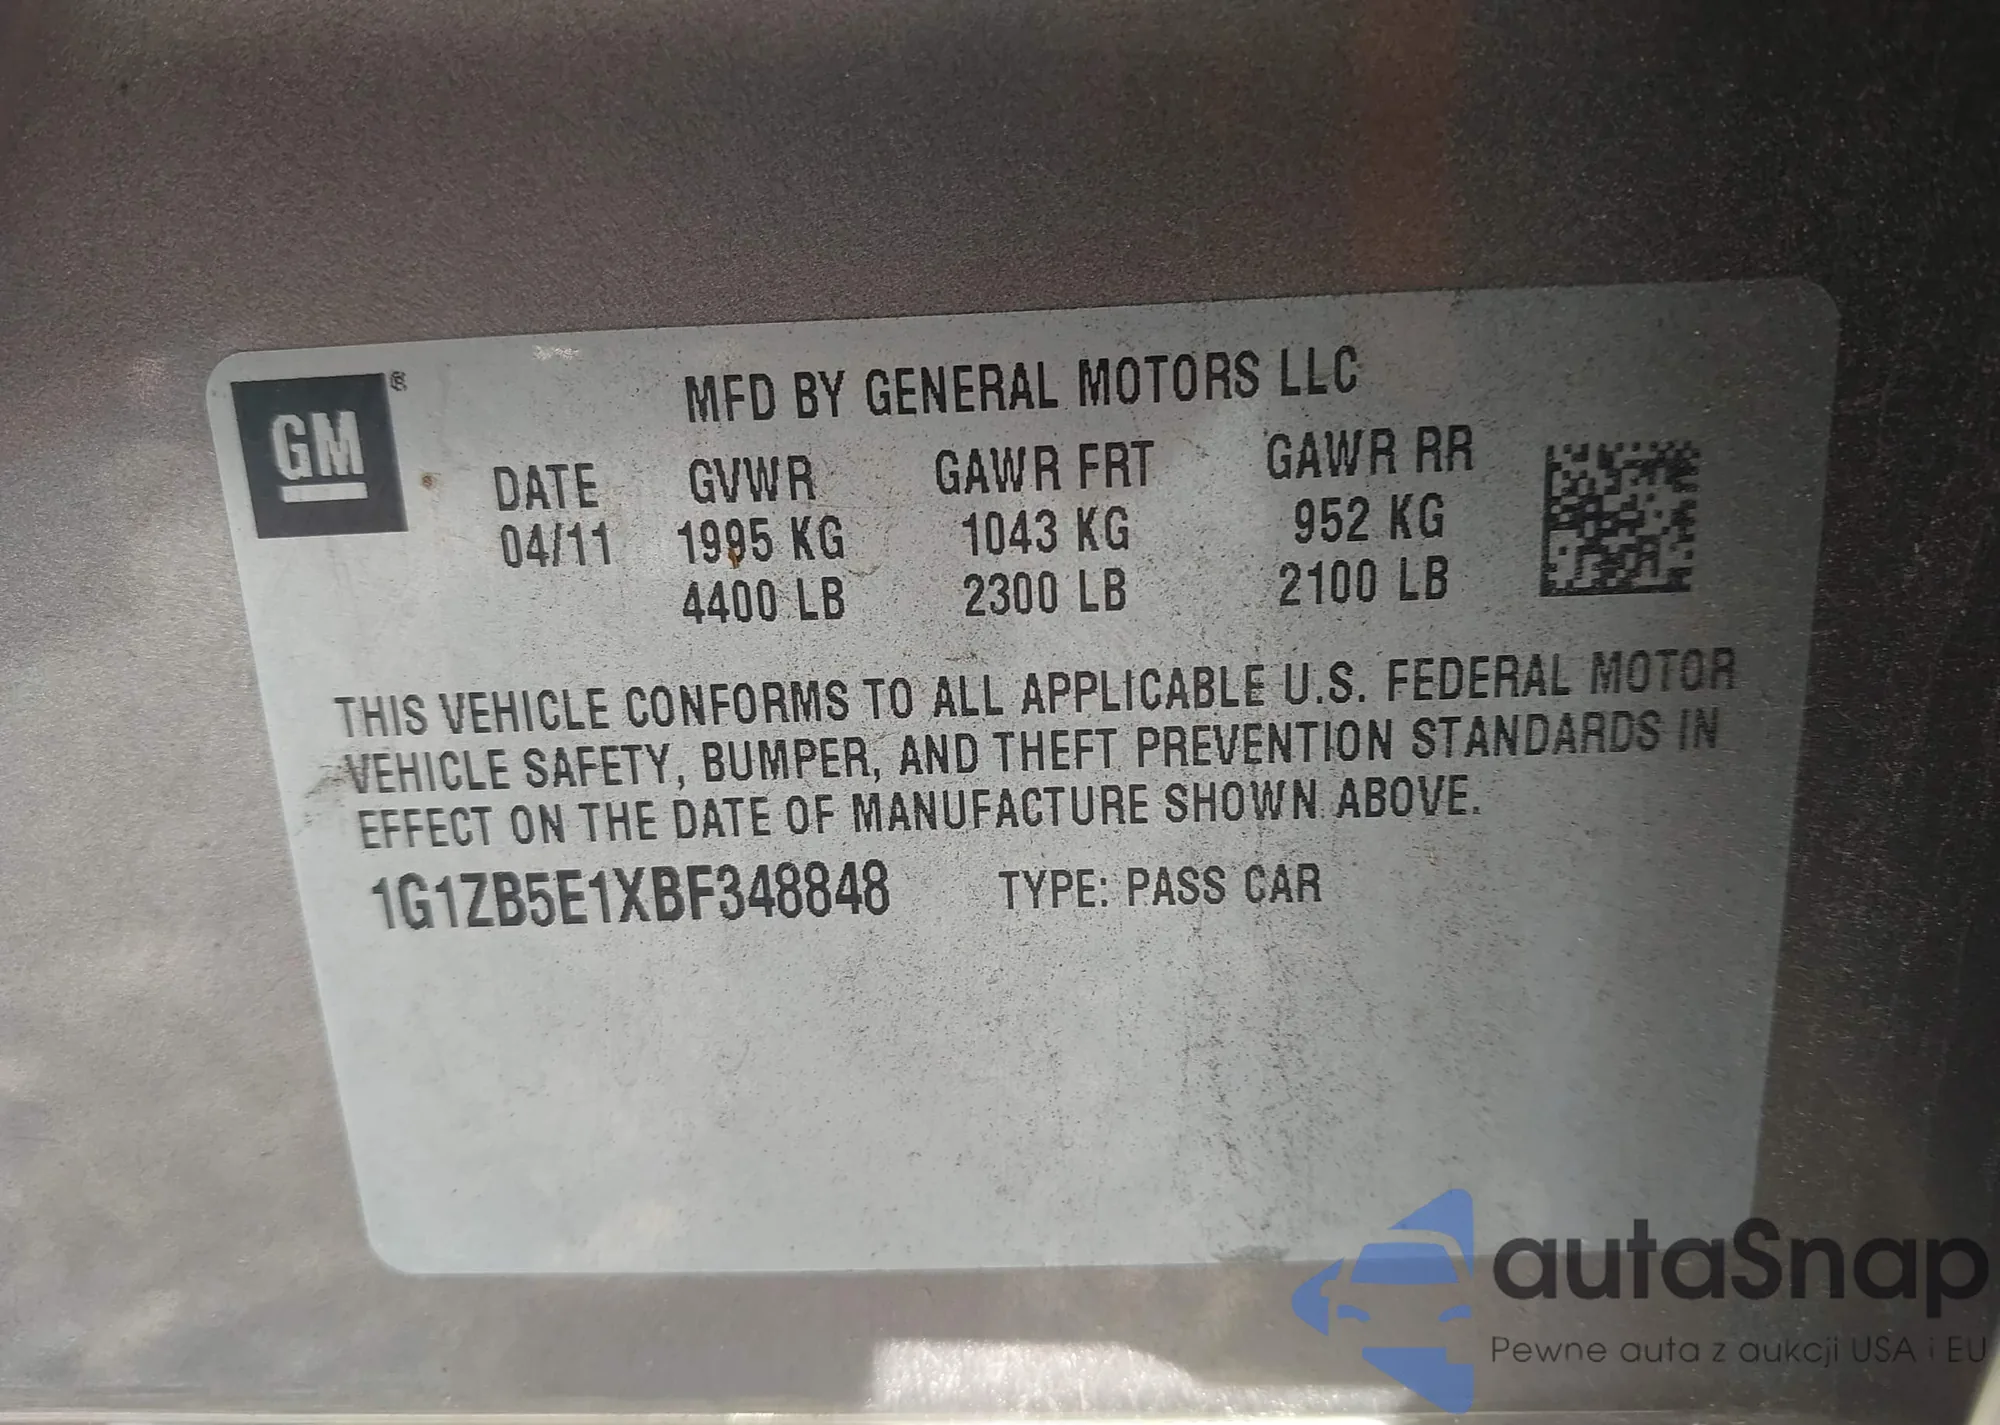 GM ®
MFD BY GENERAL MOTORS LLC
DATE GVWR GAWR FRT GAWR RR
04/11 1995 KG 1043 KG 952 KG
4400 LB 2300 LB 2100 LB
THIS VEHICLE CONFORMS TO ALL APPLICABLE U.S. FEDERAL MOTOR
VEHICLE SAFETY, BUMPER, AND THEFT PREVENTION STANDARDS IN
EFFECT ON THE DATE OF MANUFACTURE SHOWN ABOVE.
1G1ZB5E1XBF348848 TYPE: PASS CAR
autaSnap
Pewne auta z aukcji USA i EU